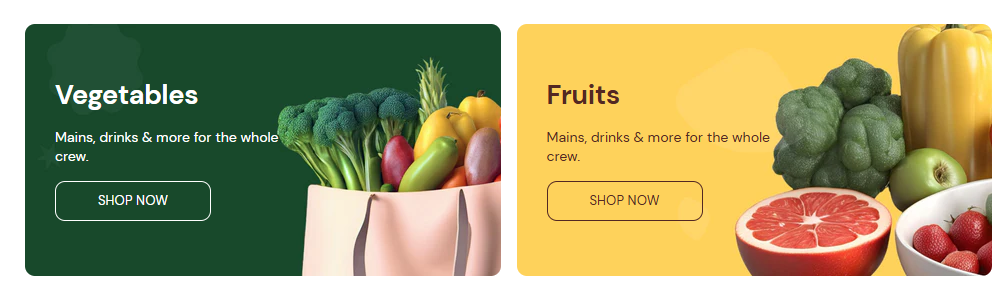 Vegetables
Mains, drinks & more for the whole
crew.
SHOP NOW
Fruits
Mains, drinks & more for the whole
crew.
SHOP NOW